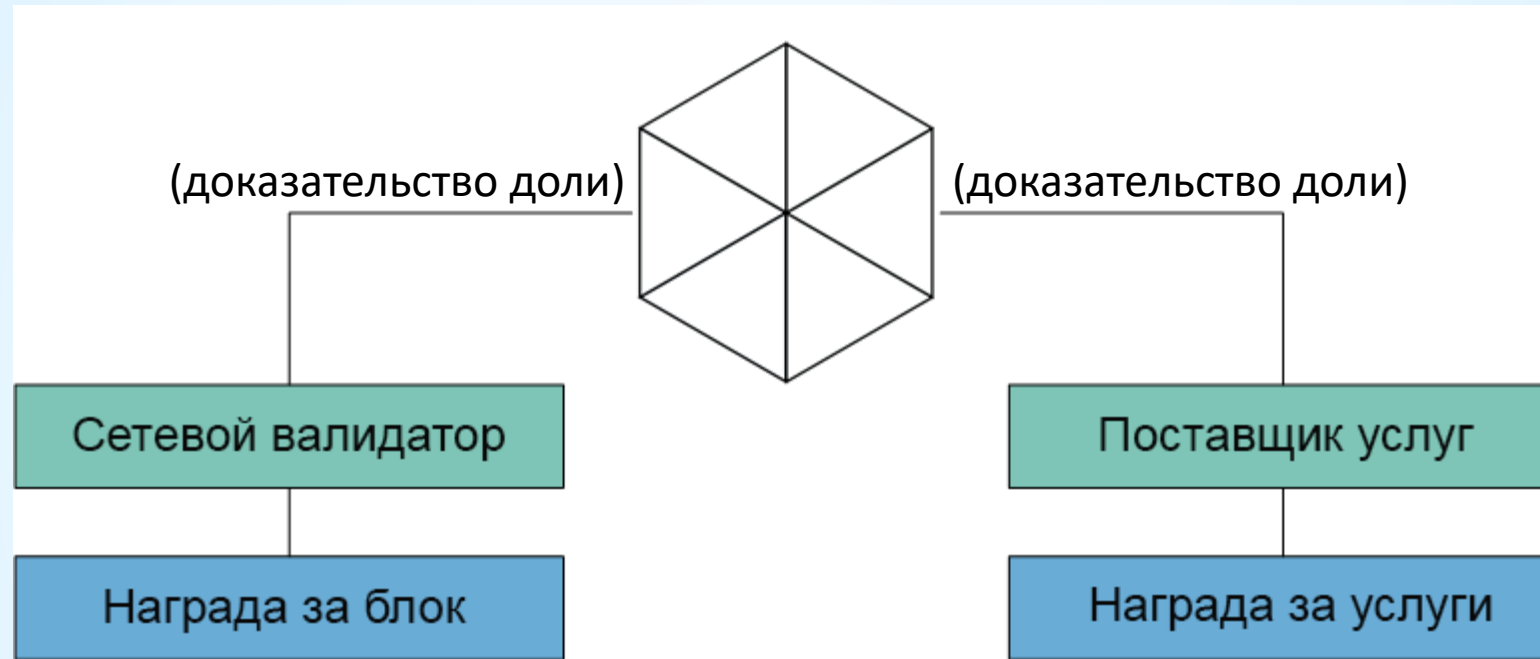 (доказательство доли)
(доказательство доли)
Сетевой валидатор
Поставщик услуг
Награда за блок
Награда за услуги